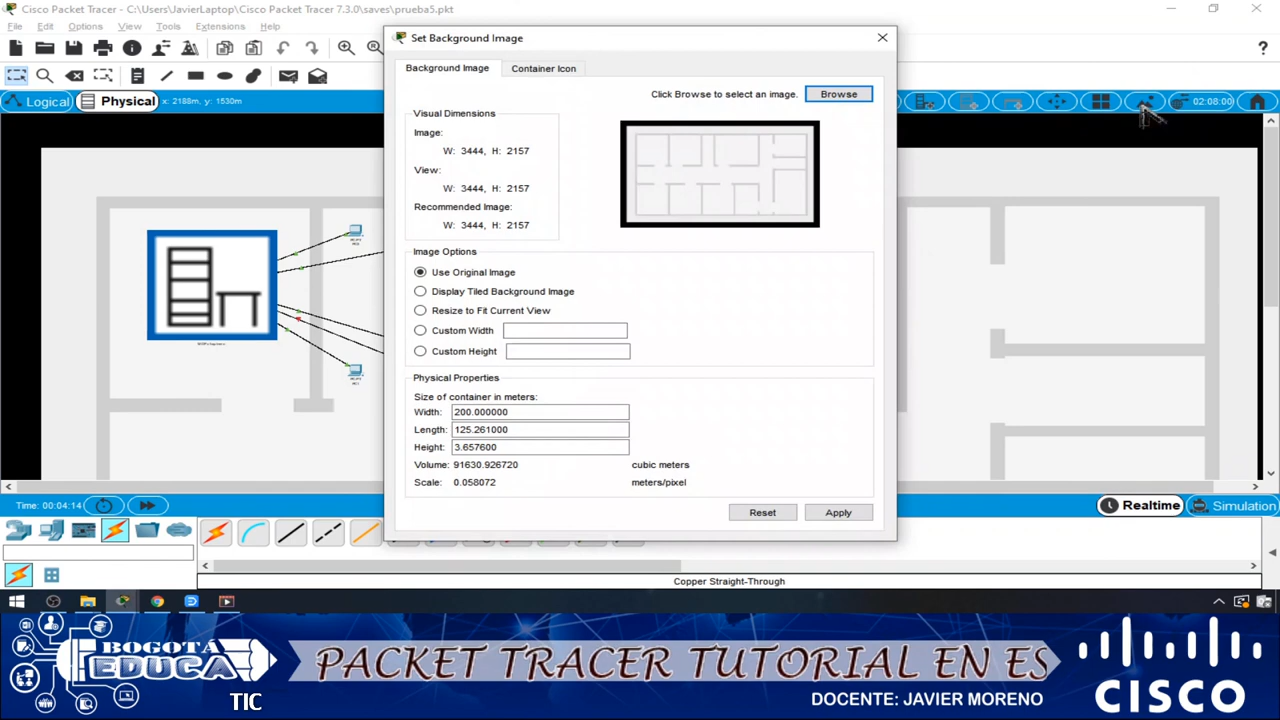 Cisco Packet Tracer - C:\Users\JavierLaptop\Cisco Packet Tracer 7.3.0\saves\prueba5.pkt
File Edit Options View Tools Extensions Help
Logical
Physical
x: 2188m, y: 1530m
02:08:00
Set Background Image
Background Image
Container Icon
Click Browse to select an image.
Browse
Visual Dimensions
Image:
W: 3444, H: 2157
View:
W: 3444, H: 2157
Recommended Image:
W: 3444, H: 2157
Image Options
Use Original Image
Display Tiled Background Image
Resize to Fit Current View
Custom Width
Custom Height
Physical Properties
Size of container in meters:
Width: 200.000000
Length: 125.261000
Height: 3.657600
Volume: 91630.926720 cubic meters
Scale: 0.058072 meters/pixel
Reset
Apply
Time: 00:04:14
Realtime
Simulation
Copper Straight-Through
BOGOTÁ
EDUCA
TIC
PACKET TRACER TUTORIAL EN ES
DOCENTE: JAVIER MORENO
CISCO